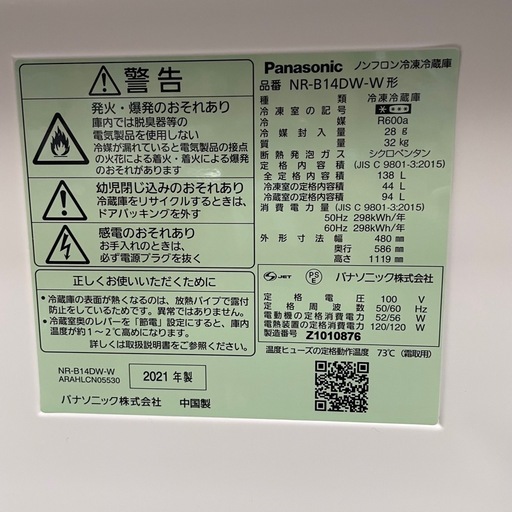 警告
発火・爆発のおそれあり
庫内では脱臭器等の
電気製品を使用しない
冷媒が漏れていると電気製品の接点
の火花による着火・着火による爆発
のおそれあり
幼児閉じ込みのおそれあり
冷蔵庫をリサイクルするときは、
ドアパッキングを外す
感電のおそれあり
お手入れのときは、
必ず電源プラグを抜く
正しくお使いいただくために
・冷蔵庫の表面が熱くなるのは、放熱パイプで露付
防止をしているためです。異常ではありません。
・冷蔵室奥のレバーを「節電」設定にすると、庫内
温度が約1～2℃高めになります。
詳しくは取扱説明書をご参照ください。
NR-B14DW-W
ARAHLCN05530
2021年製
パナソニック株式会社 中国製
Panasonic ノンフロン冷凍冷蔵庫
品番 NR-B14DW-W形
種類 冷凍冷蔵庫
冷凍室の記号 ****
冷媒 R600a
冷媒封入量 28 g
質量 32 kg
断熱発泡ガス シクロペンタン
定格内容積 (JIS C 9801-3:2015)
全定格内容積 138 L
冷凍室の定格内容積 44 L
冷蔵室の定格内容積 94 L
消費電力量 (JIS C 9801-3:2015)
50Hz 298kWh/年
60Hz 298kWh/年
外形寸法 幅 480 mm
奥行 586 mm
高さ 1119 mm
JET PSE パナソニック株式会社
定格電圧 100 V
定格周波数 50/60 Hz
電動機の定格消費電力 52/56 W
電熱装置の定格消費電力 120/120 W
製造番号 Z1010876
温度ヒューズの定格動作温度 73℃(霜取用)